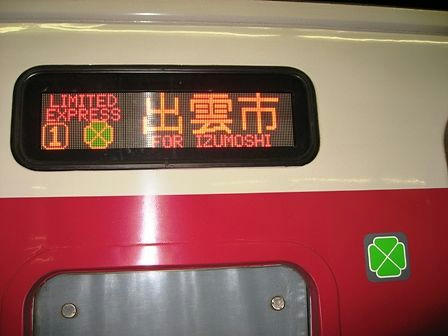 LIMITED
EXPRESS
1
出雲市
FOR IZUMOSHI